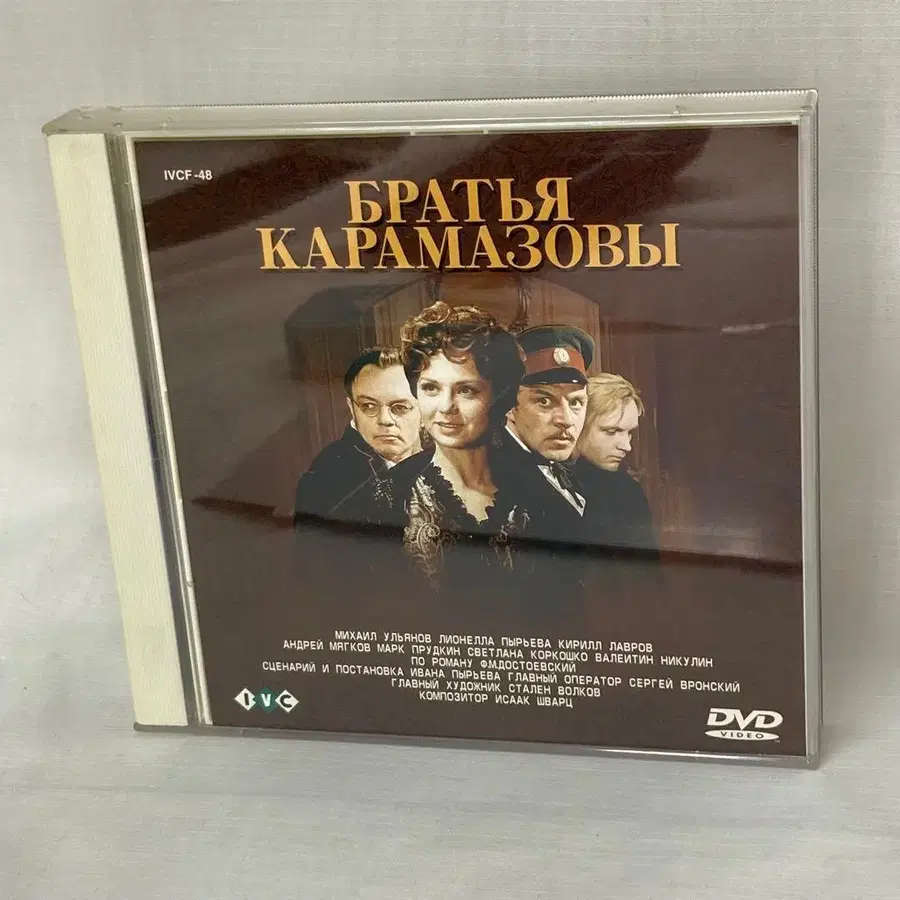 IVCF-48
БРАТЬЯ
КАРАМАЗОВЫ
МИХАИЛ УЛЬЯНОВ ЛИОНЕЛЛА ПЫРЬЕВА КИРИЛЛ ЛАВРОВ
АНДРЕЙ МЯГКОВ МАРК ПРУДКИН СВЕТЛАНА КОРКОШКО ВАЛЕИТИН НИКУЛИН
ПО РОМАНУ Ф.М.ДОСТОЕВСКИЙ
СЦЕНАРИЙ И ПОСТАНОВКА ИВАНА ПЫРЬЕВА ГЛАВНЫЙ ОПЕРАТОР СЕРГЕЙ ВРОНСКИЙ
ГЛАВНЫЙ ХУДОЖНИК СТАЛЕН ВОЛКОВ
КОМПОЗИТОР ИСААК ШВАРЦ
IVC
DVD
VIDEO